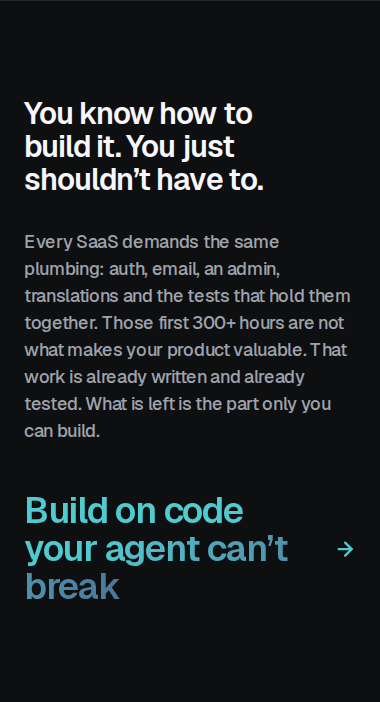 You know how to
build it. You just
shouldn’t have to.
Every SaaS demands the same
plumbing: auth, email, an admin,
translations and the tests that hold them
together. Those first 300+ hours are not
what makes your product valuable. That
work is already written and already
tested. What is left is the part only you
can build.
Build on code
your agent can’t →
break